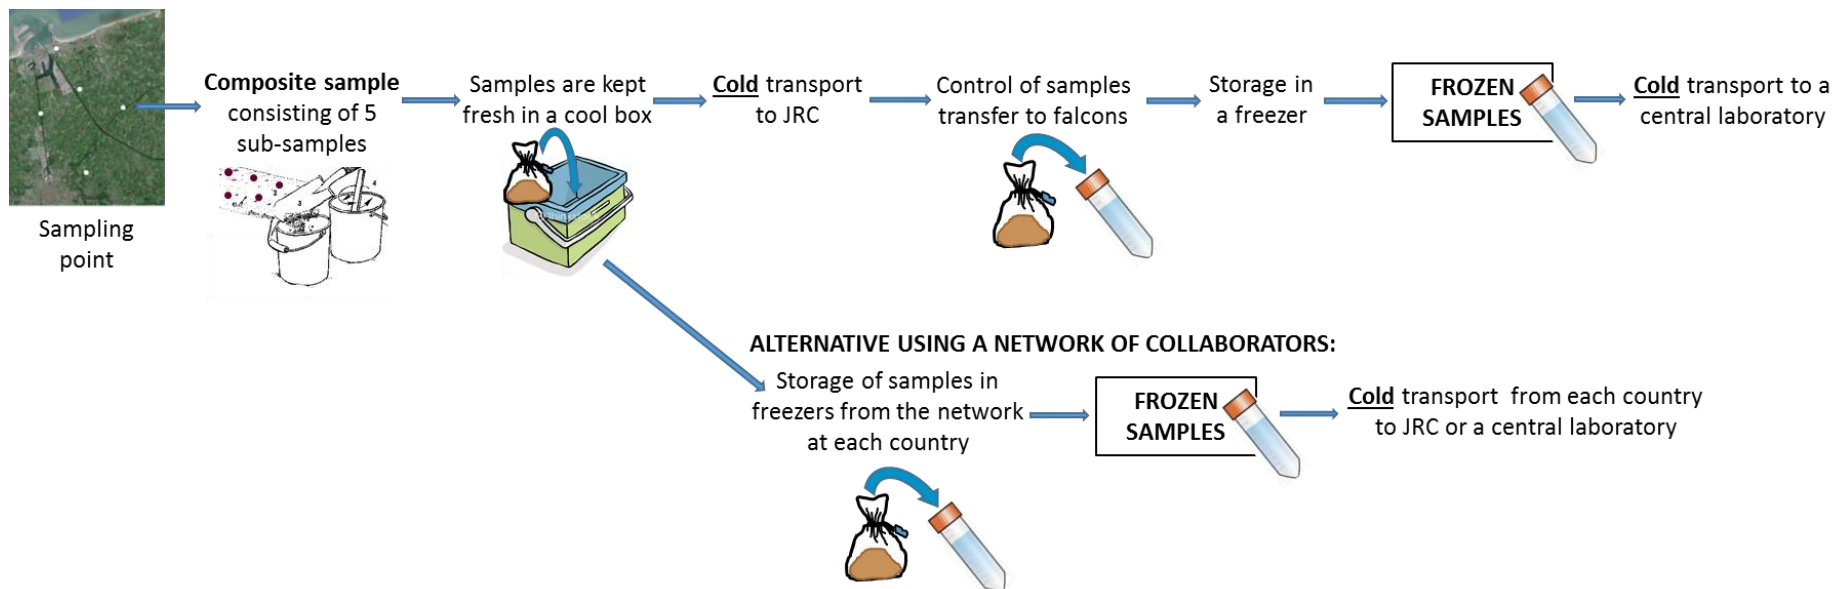 Sampling
point
Composite sample
consisting of 5
sub-samples
Samples are kept
fresh in a cool box
Cold transport
to JRC
Control of samples
transfer to falcons
Storage in
a freezer
FROZEN
SAMPLES
Cold transport to a
central laboratory
ALTERNATIVE USING A NETWORK OF COLLABORATORS:
Storage of samples in
freezers from the network
at each country
FROZEN
SAMPLES
Cold transport from each country
to JRC or a central laboratory